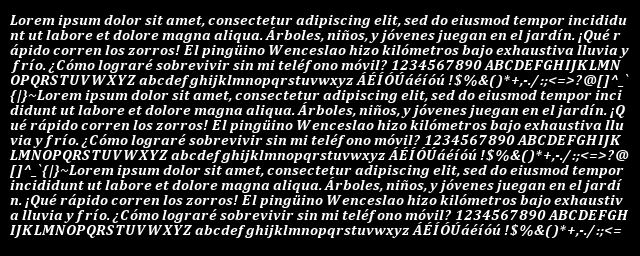 Lorem ipsum dolor sit amet, consectetur adipiscing elit, sed do eiusmod tempor incididu
nt ut labore et dolore magna aliqua. Árboles, niños, y jóvenes juegan en el jardín. ¡Qué r
ápido corren los zorros! El pingüino Wenceslao hizo kilómetros bajo exhaustiva lluvia y
frío. ¿Cómo lograré sobrevivir sin mi teléfono móvil? 1234567890 ABCDEFGHIJKLMN
OPQRSTUVWXYZ abcdefghijklmnopqrstuvwxyz ÁÉÍÓÚáéíóú !$%&()*+,-./:;<=>?@[]^_`
{|}~Lorem ipsum dolor sit amet, consectetur adipiscing elit, sed do eiusmod tempor inci
didunt ut labore et dolore magna aliqua. Árboles, niños, y jóvenes juegan en el jardín. ¡Q
ué rápido corren los zorros! El pingüino Wenceslao hizo kilómetros bajo exhaustiva llu
via y frío. ¿Cómo lograré sobrevivir sin mi teléfono móvil? 1234567890 ABCDEFGHIJK
LMNOPQRSTUVWXYZ abcdefghijklmnopqrstuvwxyz ÁÉÍÓÚáéíóú !$%&()*+,-./:;<=>?@
[]^_`{|}~Lorem ipsum dolor sit amet, consectetur adipiscing elit, sed do eiusmod tempor
incididunt ut labore et dolore magna aliqua. Árboles, niños, y jóvenes juegan en el jardí
n. ¡Qué rápido corren los zorros! El pingüino Wenceslao hizo kilómetros bajo exhaustiv
a lluvia y frío. ¿Cómo lograré sobrevivir sin mi teléfono móvil? 1234567890 ABCDEFGH
IJKLMNOPQRSTUVWXYZ abcdefghijklmnopqrstuvwxyz ÁÉÍÓÚáéíóú !$%&()*+,-./:;<=